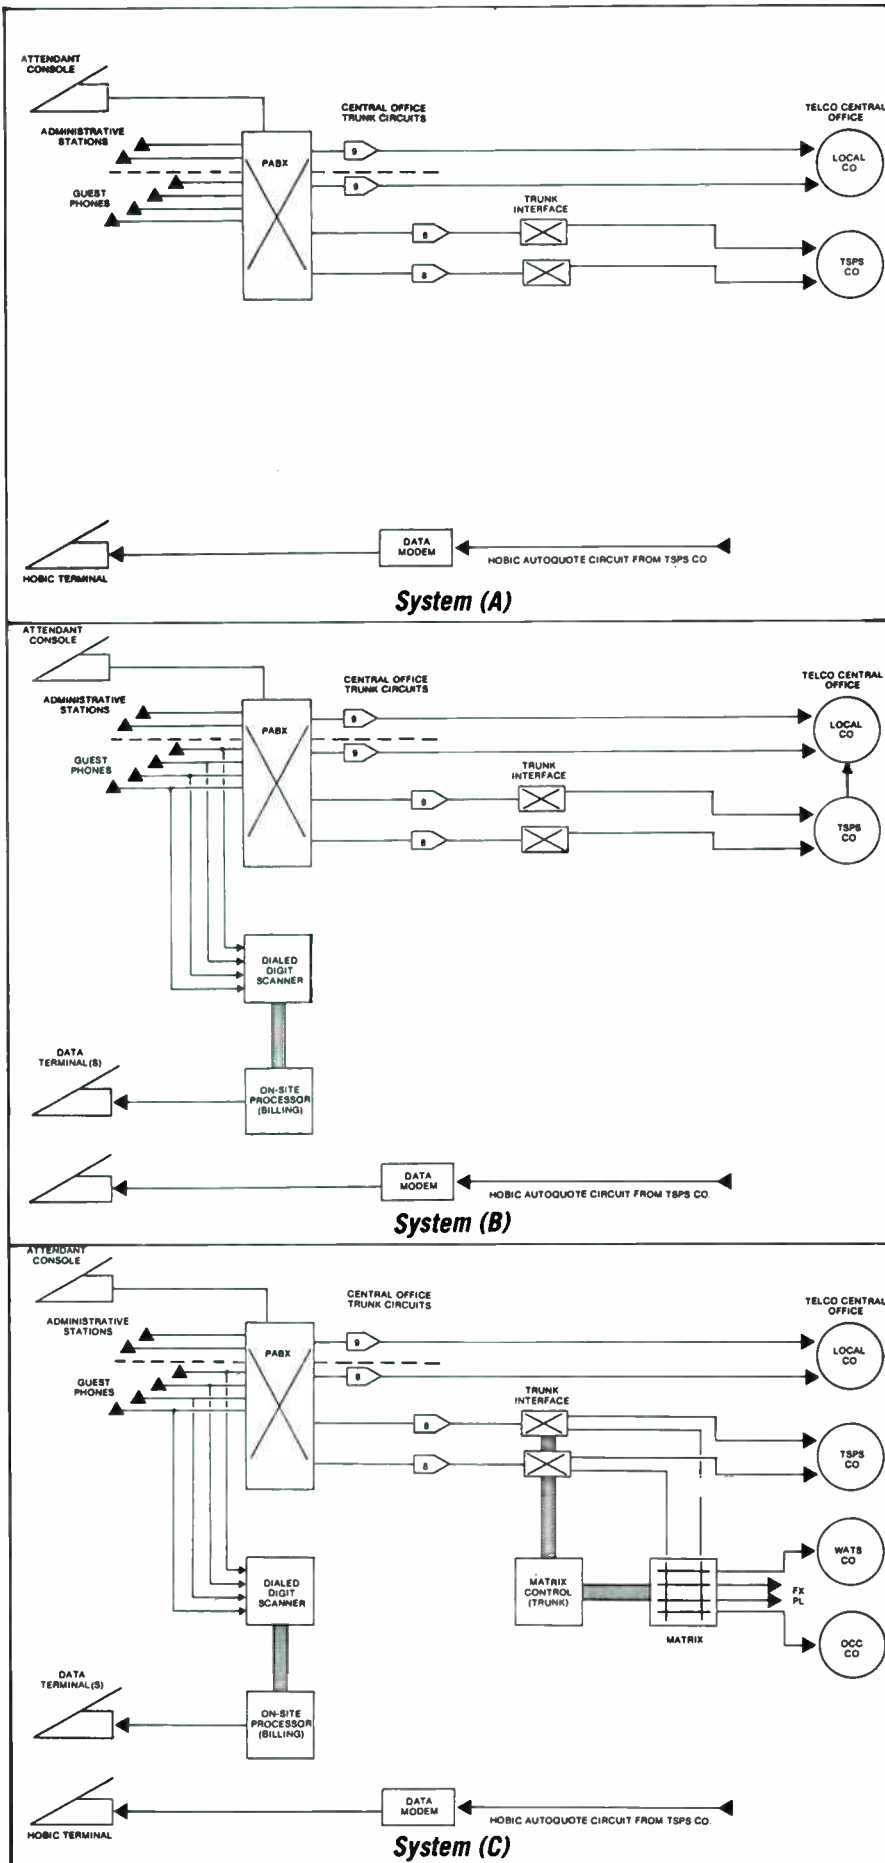 ATTENDANT
CONSOLE
ADMINISTRATIVE
STATIONS
GUEST
PHONES
PABX
CENTRAL OFFICE
TRUNK CIRCUITS
9
9
8
8
TRUNK
INTERFACE
TELCO CENTRAL
OFFICE
LOCAL
CO
TSPS
CO
HOBIC TERMINAL
DATA
MODEM
HOBIC AUTOQUOTE CIRCUIT FROM TSPS CO
System (A)
ATTENDANT
CONSOLE
ADMINISTRATIVE
STATIONS
GUEST
PHONES
PABX
CENTRAL OFFICE
TRUNK CIRCUITS
9
9
9
8
TRUNK
INTERFACE
TELCO CENTRAL
OFFICE
LOCAL
CO
TSPS
CO
DIALED
DIGIT
SCANNER
DATA
TERMINAL(S)
ON-SITE
PROCESSOR
(BILLING)
DATA
MODEM
HOBIC AUTOQUOTE CIRCUIT FROM TSPS CO.
System (B)
ATTENDANT
CONSOLE
ADMINISTRATIVE
STATIONS
GUEST
PHONES
PABX
CENTRAL OFFICE
TRUNK CIRCUITS
9
9
8
8
TRUNK
INTERFACE
TELCO CENTRAL
OFFICE
LOCAL
CO
TSPS
CO
WATS
CO
FX
PL
OCC
CO
DIALED
DIGIT
SCANNER
MATRIX
CONTROL
(TRUNK)
MATRIX
DATA
TERMINAL(S)
ON-SITE
PROCESSOR
(BILLING)
HOBIC TERMINAL
DATA
MODEM
HOBIC AUTOQUOTE CIRCUIT FROM TSPS CO.
System (C)